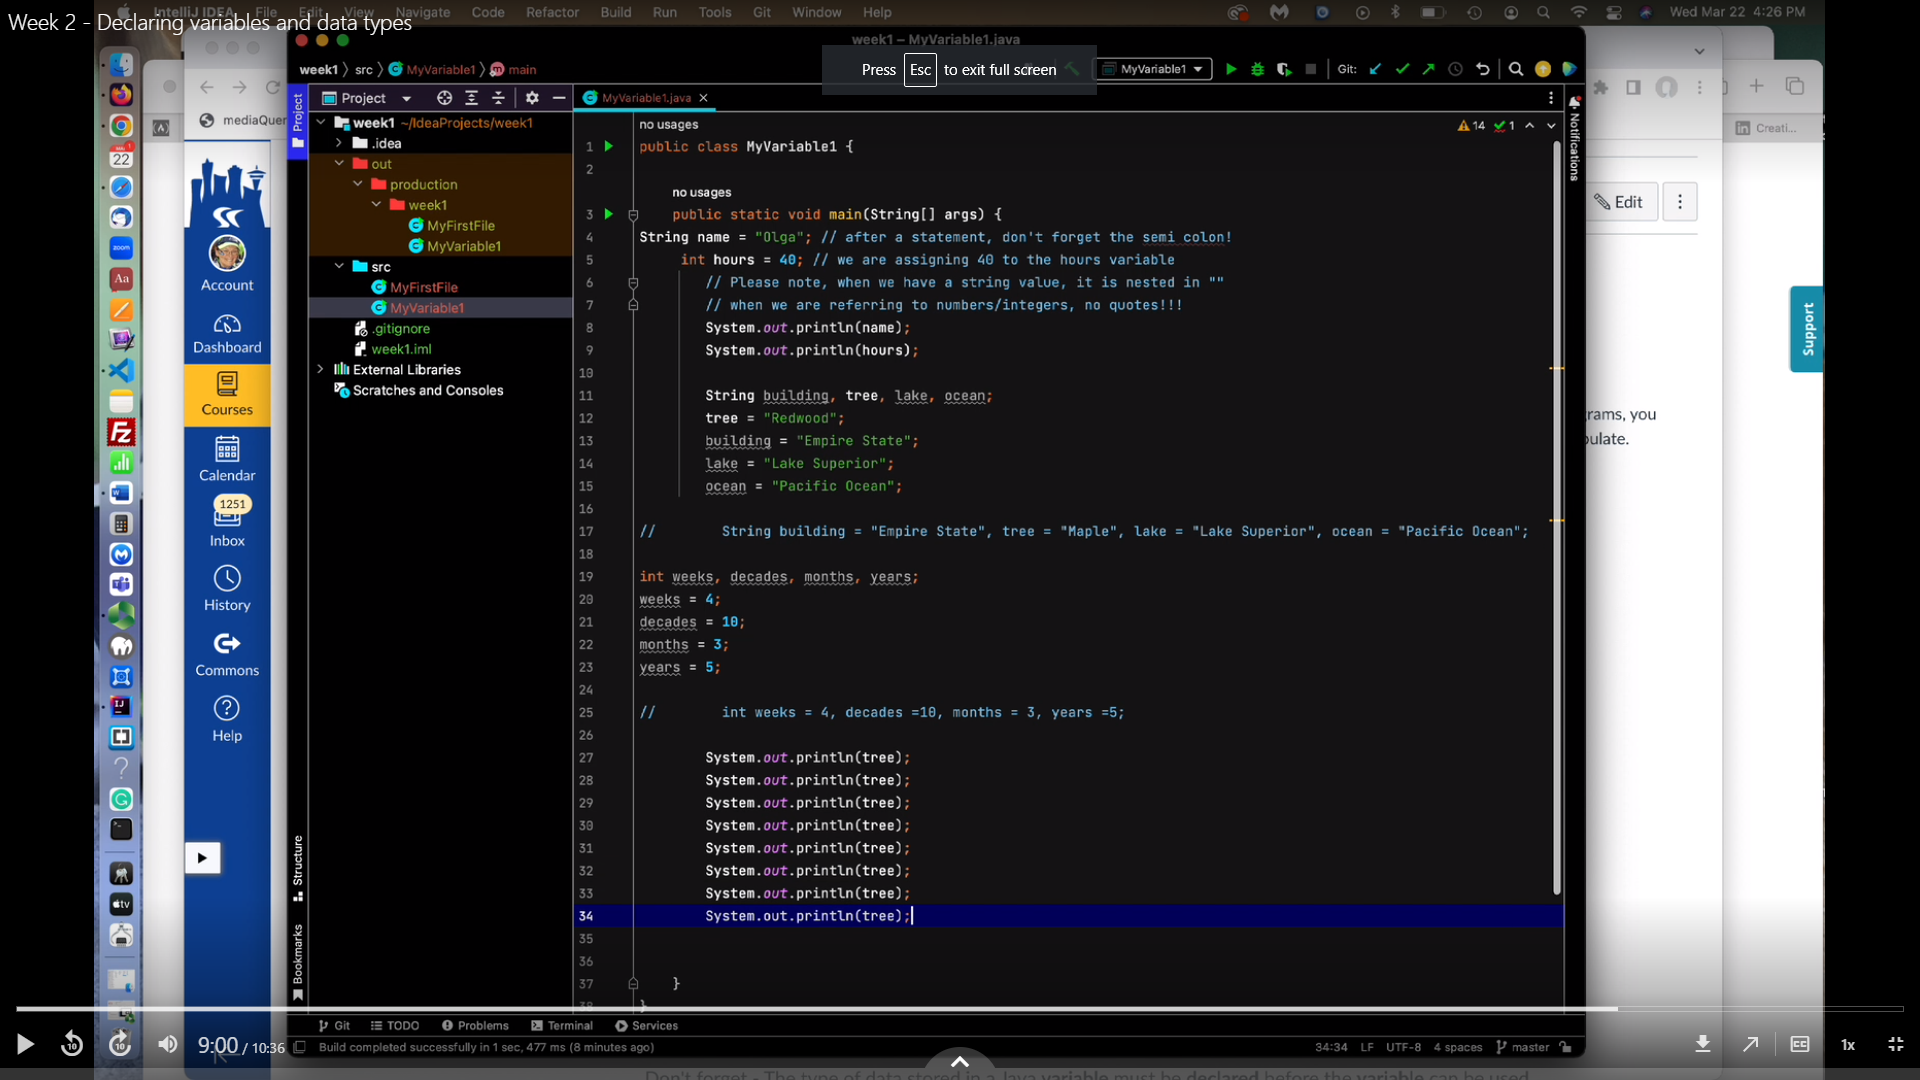 IntelliJ IDEA File Edit View Navigate Code Refactor Build Run Tools Git Window Help Wed Mar 22 4:26 PM
Week 2 - Declaring variables and data types
week1 – MyVariable1.java
Press Esc to exit full screen
week1 src MyVariable1 main
MyVariable1
Git:
Project
MyVariable1.java
mediaQuer
Project
week1 ~/IdeaProjects/week1
.idea
out
production
week1
MyFirstFile
MyVariable1
src
MyFirstFile
MyVariable1
.gitignore
week1.iml
External Libraries
Scratches and Consoles
no usages
14 1
1 public class MyVariable1 {
2
no usages
3 public static void main(String[] args) {
4 String name = "Olga"; // after a statement, don't forget the semi colon!
5 int hours = 40; // we are assigning 40 to the hours variable
6 // Please note, when we have a string value, it is nested in ""
7 // when we are referring to numbers/integers, no quotes!!!
8 System.out.println(name);
9 System.out.println(hours);
10
11 String building, tree, lake, ocean;
12 tree = "Redwood";
13 building = "Empire State";
14 lake = "Lake Superior";
15 ocean = "Pacific Ocean";
16
17 // String building = "Empire State", tree = "Maple", lake = "Lake Superior", ocean = "Pacific Ocean";
18
19 int weeks, decades, months, years;
20 weeks = 4;
21 decades = 10;
22 months = 3;
23 years = 5;
24
25 // int weeks = 4, decades =10, months = 3, years =5;
26
27 System.out.println(tree);
28 System.out.println(tree);
29 System.out.println(tree);
30 System.out.println(tree);
31 System.out.println(tree);
32 System.out.println(tree);
33 System.out.println(tree);
34 System.out.println(tree);
35
36
37 }
38 }
Notifications
Structure
Bookmarks
Git TODO Problems Terminal Services
Build completed successfully in 1 sec, 477 ms (8 minutes ago)
34:34 LF UTF-8 4 spaces master
22
zoom
Aa
Fz
W
IJ
tv
Account
Dashboard
Courses
Calendar
1251
Inbox
History
Commons
Help
Creati...
Edit
Support
grams, you
pulate.
9:00 / 10:36
10
10
CC
1x
Don't forget - The type of data stored in a Java variable must be declared before the variable can be used